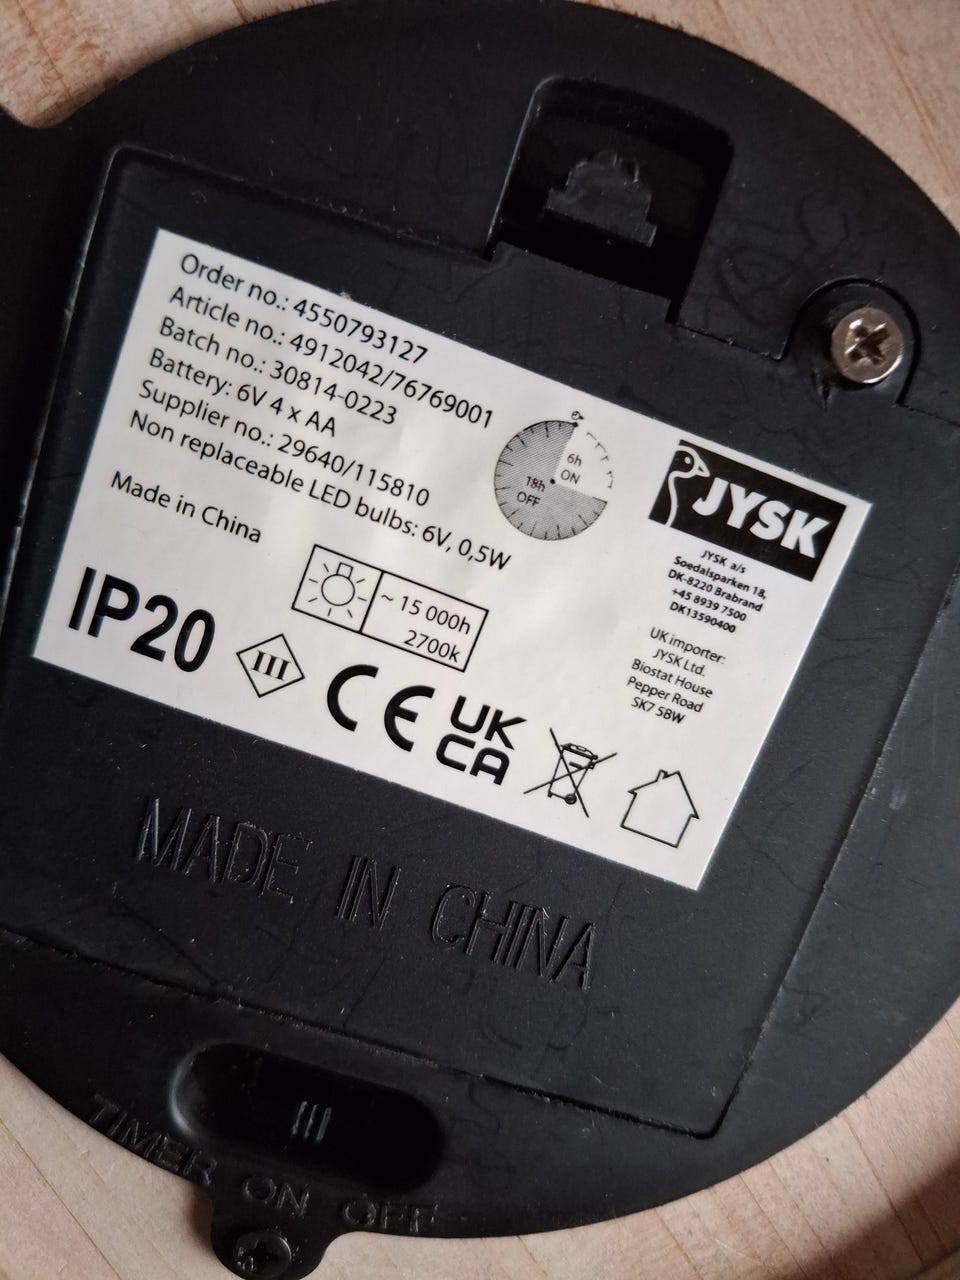 Order no.: 4550793127
Article no.: 4912042/76769001
Batch no.: 30814-0223
Battery: 6V 4 x AA
Supplier no.: 29640/115810
Non replaceable LED bulbs: 6V, 0,5W
Made in China
6h
ON
18h
OFF
JYSK
JYSK a/s
Soedalsparken 18,
DK-8220 Brabrand
+45 8939 7500
DK13590400
UK importer:
JYSK Ltd.
Biostat House
Pepper Road
SK7 5BW
~ 15 000h
2700k
IP20
III
CE
UK
CA
MADE IN CHINA
TIMER ON OFF